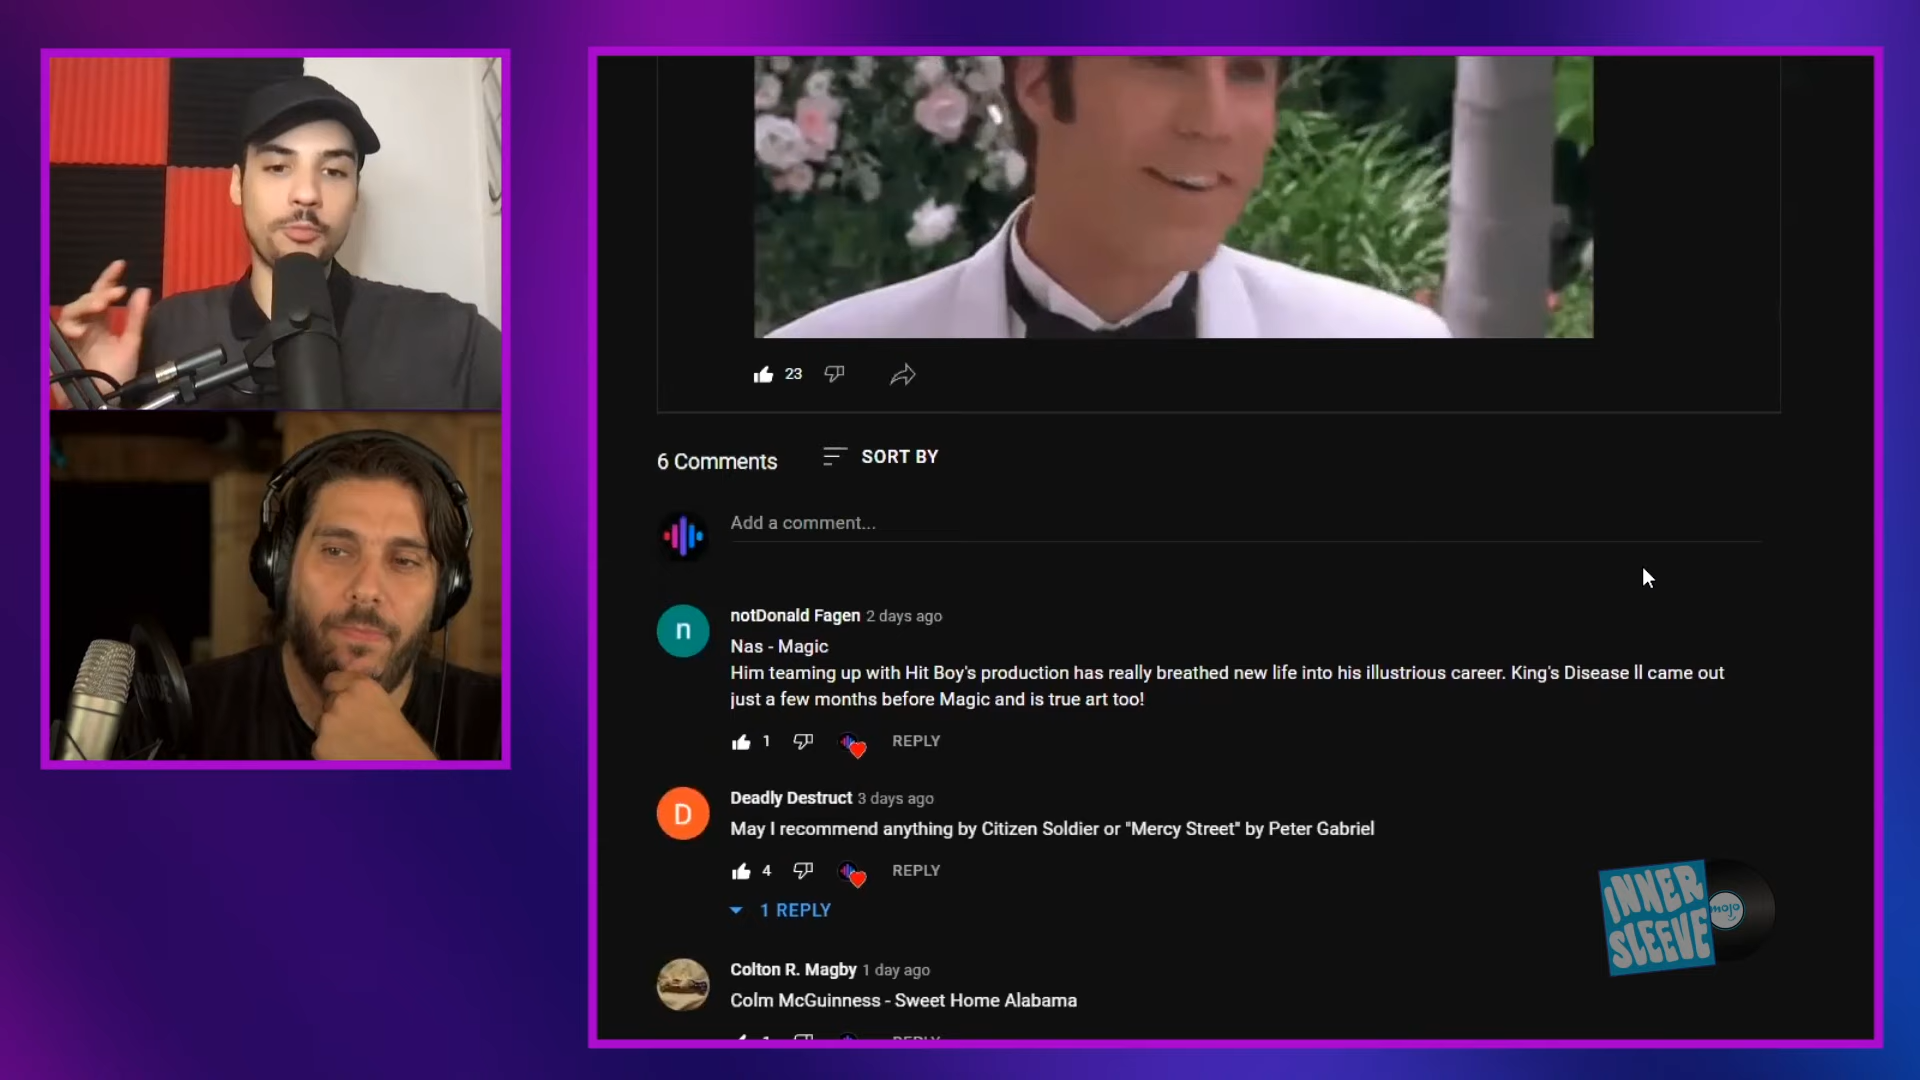 23
6 Comments
SORT BY
Add a comment...
notDonald Fagen 2 days ago
Nas - Magic
Him teaming up with Hit Boy's production has really breathed new life into his illustrious career. King's Disease ll came out
just a few months before Magic and is true art too!
1
REPLY
Deadly Destruct 3 days ago
May I recommend anything by Citizen Soldier or "Mercy Street" by Peter Gabriel
4
REPLY
1 REPLY
Colton R. Magby 1 day ago
Colm McGuinness - Sweet Home Alabama
INNER
SLEEVE
mojo
n
D